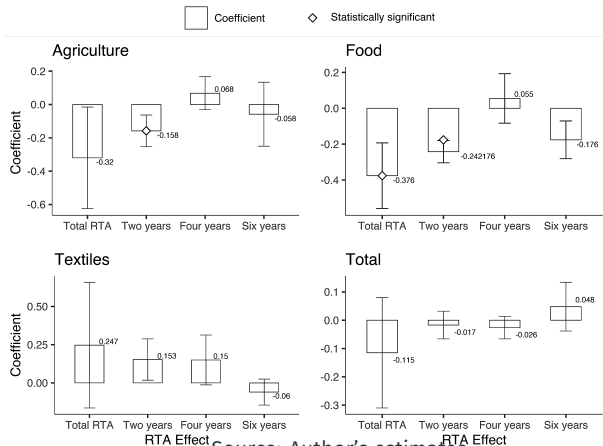 Coefficient Statistically significant
Agriculture
Food
Coefficient
0.2
0.0
-0.2
-0.4
-0.6
-0.32
-0.158
0.068
-0.058
Total RTA Two years Four years Six years
0.2
0.0
-0.2
-0.4
-0.376
-0.242176
0.055
-0.176
Total RTA Two years Four years Six years
Textiles
Total
Coefficient
0.50
0.25
0.00
0.247
0.153
0.15
-0.06
Total RTA Two years Four years Six years
RTA Effect
0.1
0.0
-0.1
-0.2
-0.3
-0.115
-0.017
-0.026
0.048
Total RTA Two years Four years Six years
RTA Effect
Source: Author's estimates